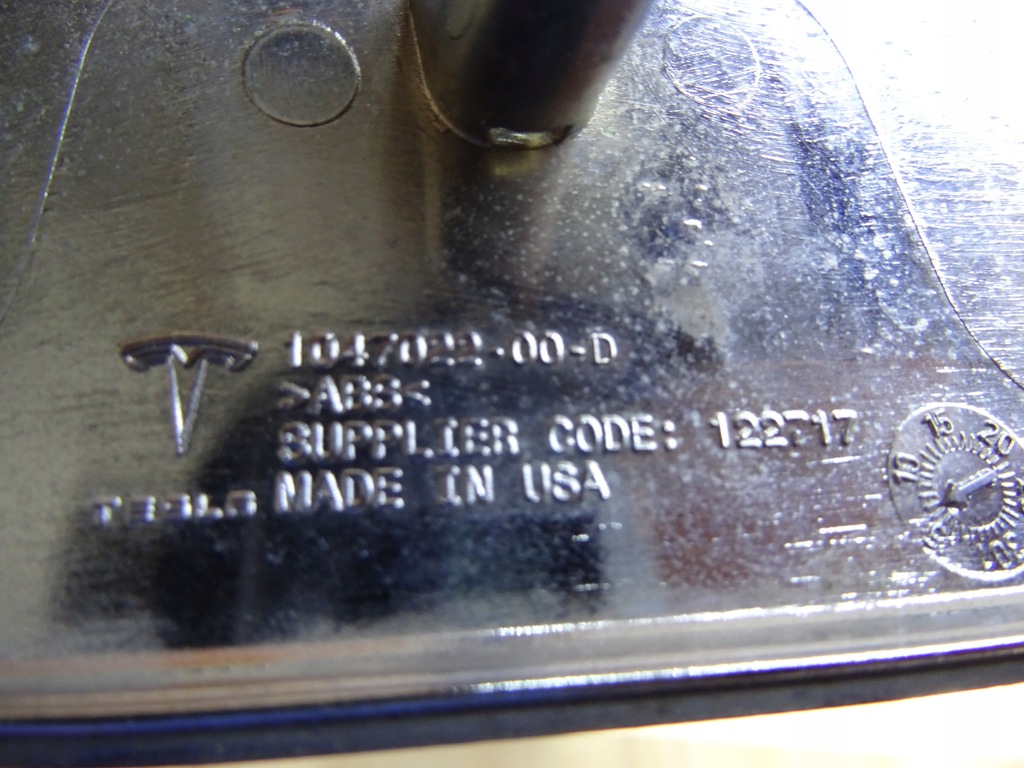 1047022-00-D
>ABS<
SUPPLIER CODE: 122717
TESLA MADE IN USA
10 15 20